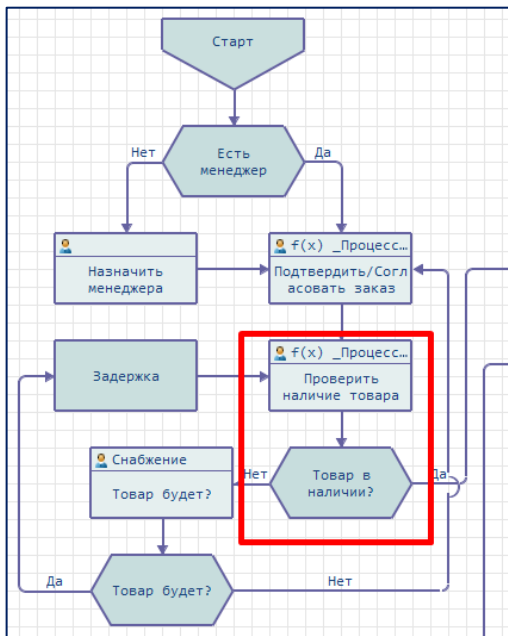 Старт
Есть
менеджер
Нет
Да
Назначить
менеджера
f(x) _Процесс…
Подтвердить/Согл
асовать заказ
Задержка
f(x) _Процесс…
Проверить
наличие товара
Снабжение
Товар будет?
Нет
Товар в
наличии?
Да
Да
Товар будет?
Нет